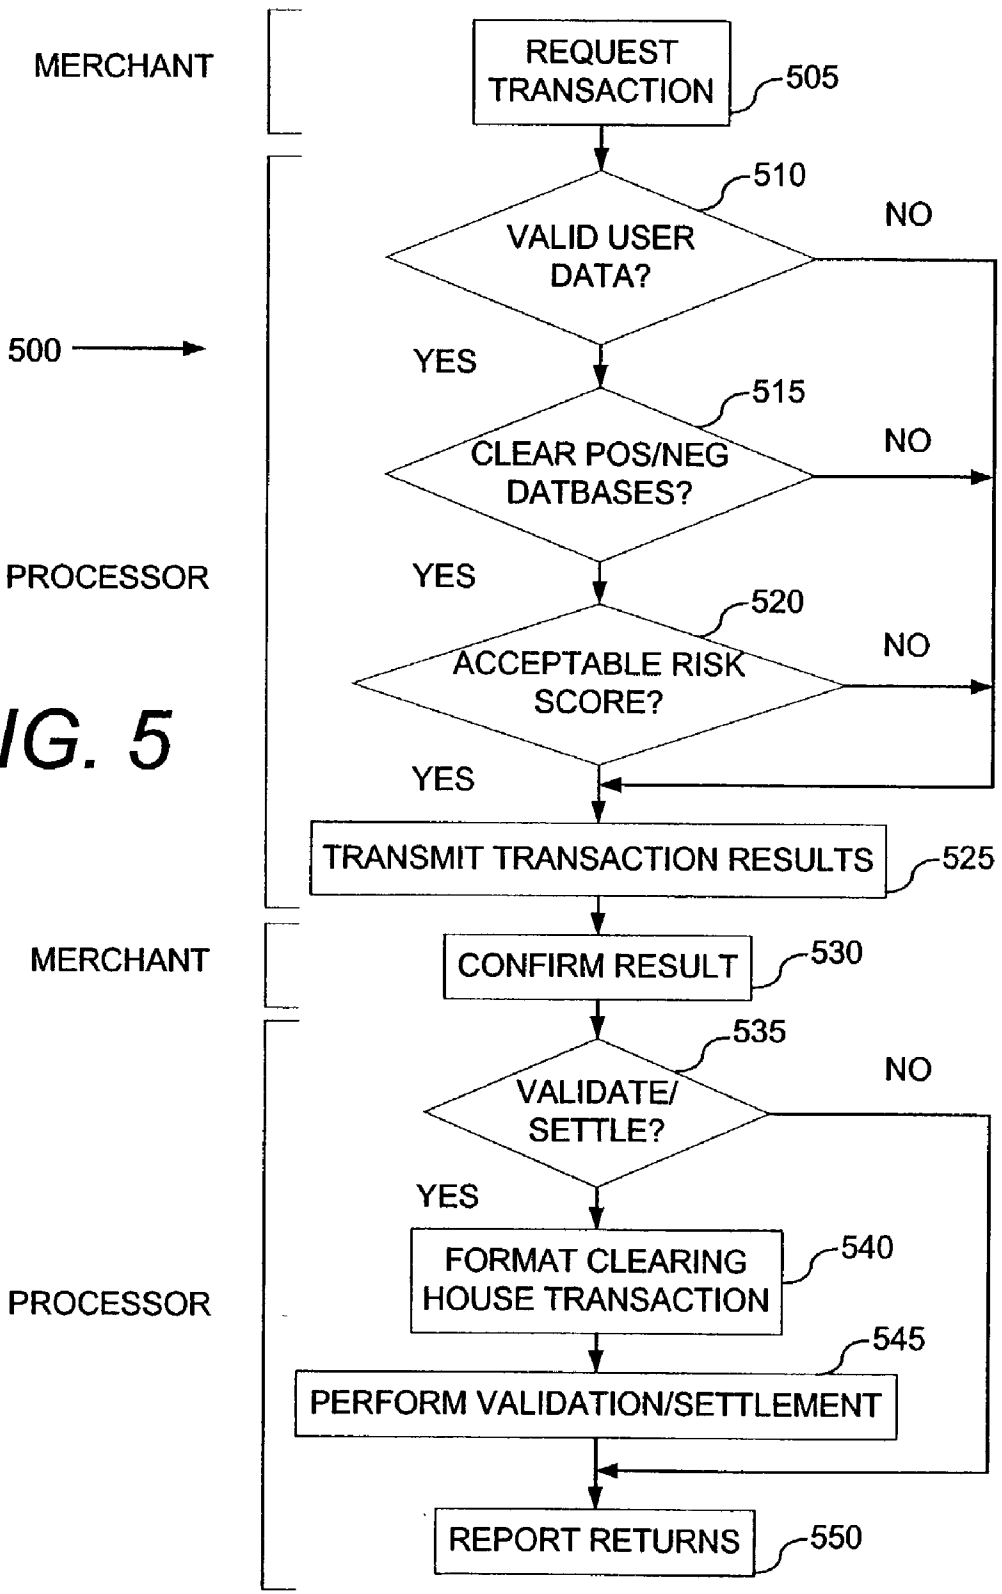 MERCHANT
REQUEST
TRANSACTION
505
510
VALID USER
DATA?
NO
500
YES
515
CLEAR POS/NEG
DATBASES?
NO
PROCESSOR
YES
520
ACCEPTABLE RISK
SCORE?
NO
IG. 5
YES
TRANSMIT TRANSACTION RESULTS
525
MERCHANT
CONFIRM RESULT
530
535
VALIDATE/
SETTLE?
NO
YES
FORMAT CLEARING
HOUSE TRANSACTION
540
PROCESSOR
545
PERFORM VALIDATION/SETTLEMENT
REPORT RETURNS
550